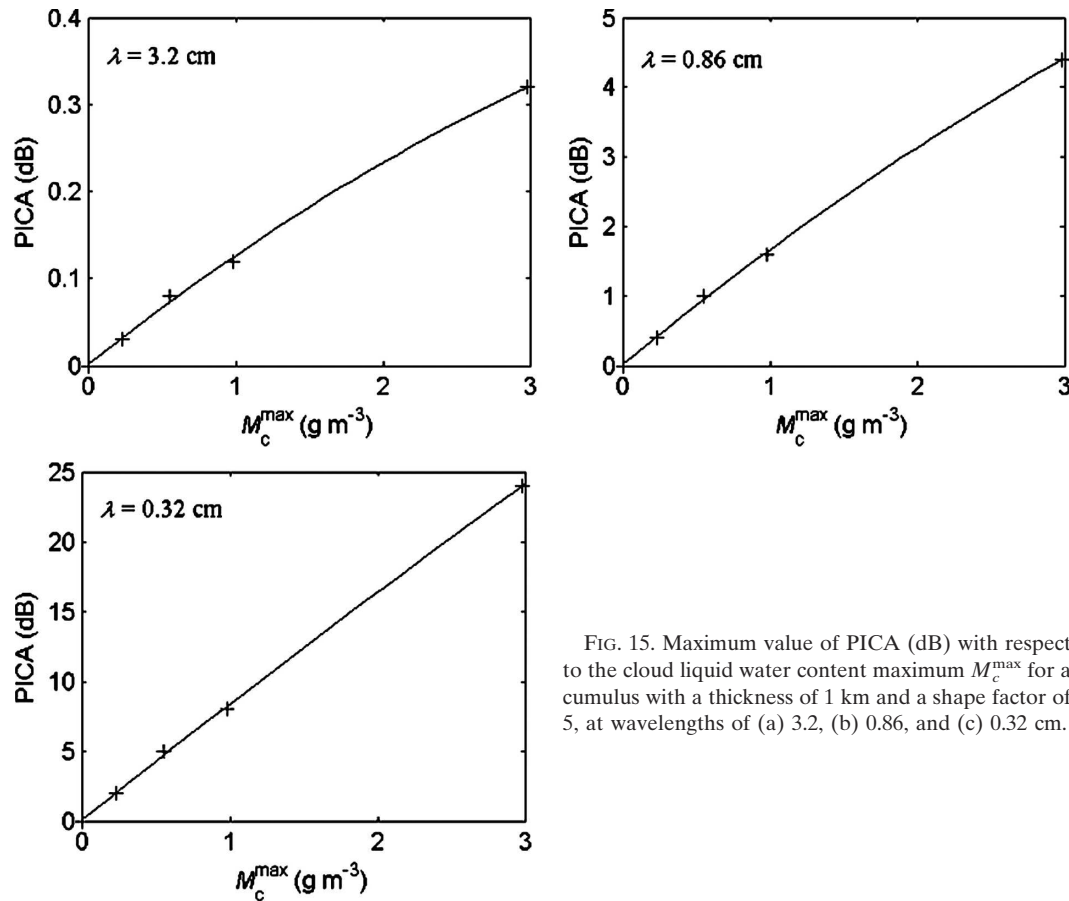 0.4
λ = 3.2 cm
0.3
PICA (dB)
0.2
0.1
0
0 1 2 3
M_c^max (g m⁻³)
5
λ = 0.86 cm
4
PICA (dB)
3
2
1
0
0 1 2 3
M_c^max (g m⁻³)
25
λ = 0.32 cm
20
PICA (dB)
15
10
5
0
0 1 2 3
M_c^max (g m⁻³)
FIG. 15. Maximum value of PICA (dB) with respect
to the cloud liquid water content maximum M_c^max for a
cumulus with a thickness of 1 km and a shape factor of
5, at wavelengths of (a) 3.2, (b) 0.86, and (c) 0.32 cm.